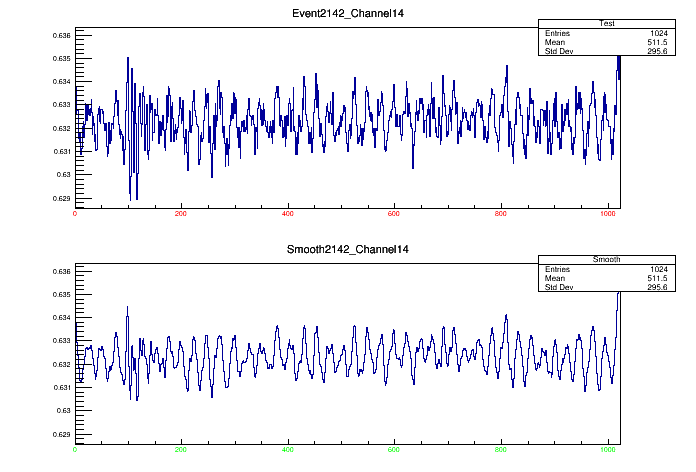 Event2142_Channel14
Test
Entries 1024
Mean 511.5
Std Dev 295.6
0.636
0.635
0.634
0.633
0.632
0.631
0.63
0.629
0 200 400 600 800 1000
Smooth2142_Channel14
Smooth
Entries 1024
Mean 511.5
Std Dev 295.6
0.636
0.635
0.634
0.633
0.632
0.631
0.63
0.629
0 200 400 600 800 1000